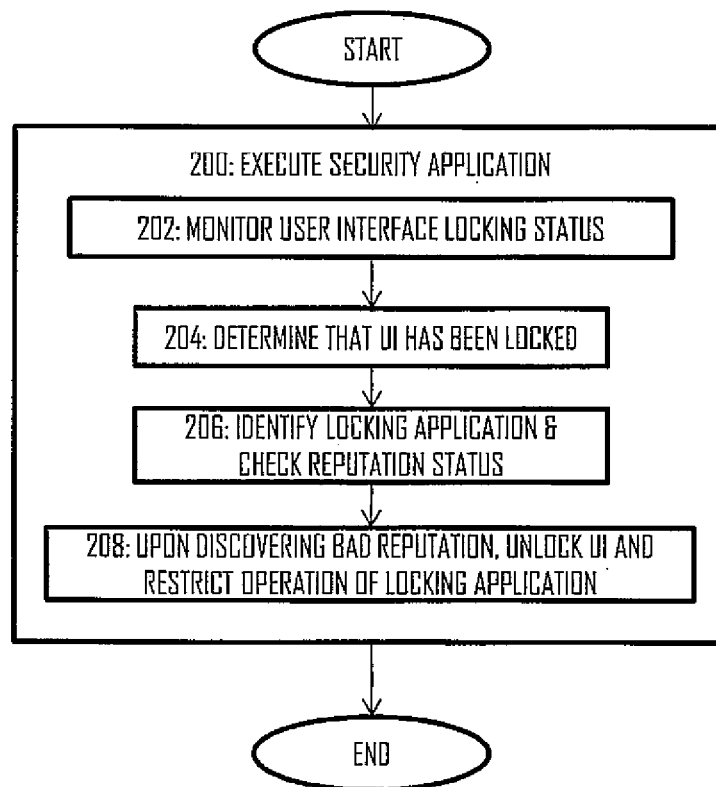 START
200: EXECUTE SECURITY APPLICATION
202: MONITOR USER INTERFACE LOCKING STATUS
204: DETERMINE THAT UI HAS BEEN LOCKED
206: IDENTIFY LOCKING APPLICATION &
CHECK REPUTATION STATUS
208: UPON DISCOVERING BAD REPUTATION, UNLOCK UI AND
RESTRICT OPERATION OF LOCKING APPLICATION
END